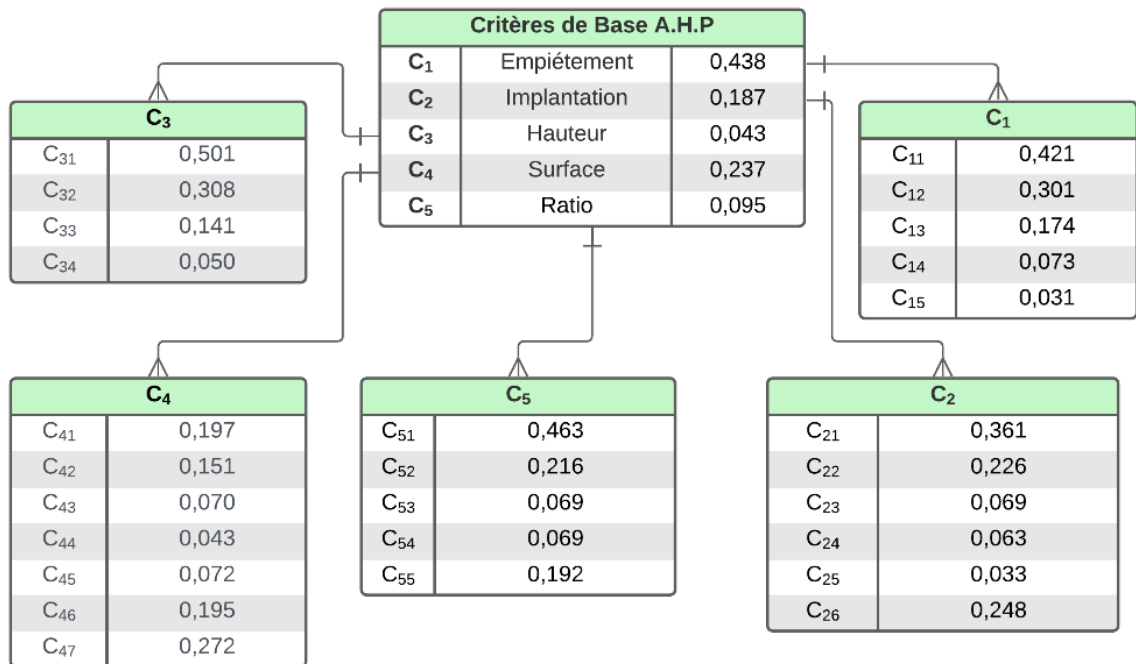 Critères de Base A.H.P
C₁ Empiétement 0,438
C₂ Implantation 0,187
C₃ Hauteur 0,043
C₄ Surface 0,237
C₅ Ratio 0,095
C₃
C₃₁ 0,501
C₃₂ 0,308
C₃₃ 0,141
C₃₄ 0,050
C₁
C₁₁ 0,421
C₁₂ 0,301
C₁₃ 0,174
C₁₄ 0,073
C₁₅ 0,031
C₄
C₄₁ 0,197
C₄₂ 0,151
C₄₃ 0,070
C₄₄ 0,043
C₄₅ 0,072
C₄₆ 0,195
C₄₇ 0,272
C₅
C₅₁ 0,463
C₅₂ 0,216
C₅₃ 0,069
C₅₄ 0,069
C₅₅ 0,192
C₂
C₂₁ 0,361
C₂₂ 0,226
C₂₃ 0,069
C₂₄ 0,063
C₂₅ 0,033
C₂₆ 0,248